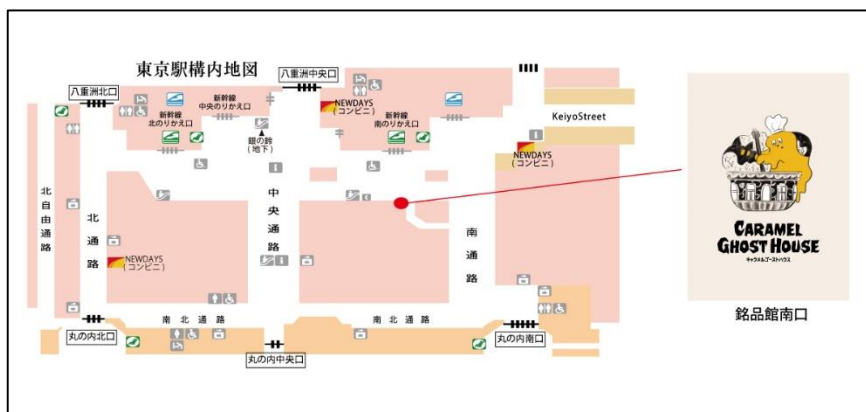 東京駅構内地図
八重洲北口
八重洲中央口
新幹線
中央のりかえ口
新幹線
北のりかえ口
新幹線
南のりかえ口
NEWDAYS
(コンビニ)
KeiyoStreet
NEWDAYS
(コンビニ)
銀の鈴
(地下)
北自由通路
北通路
中央通路
南通路
NEWDAYS
(コンビニ)
南北通路
南北通路
丸の内北口
丸の内中央口
丸の内南口
CARAMEL
GHOST HOUSE
キャラメルゴーストハウス
銘品館南口